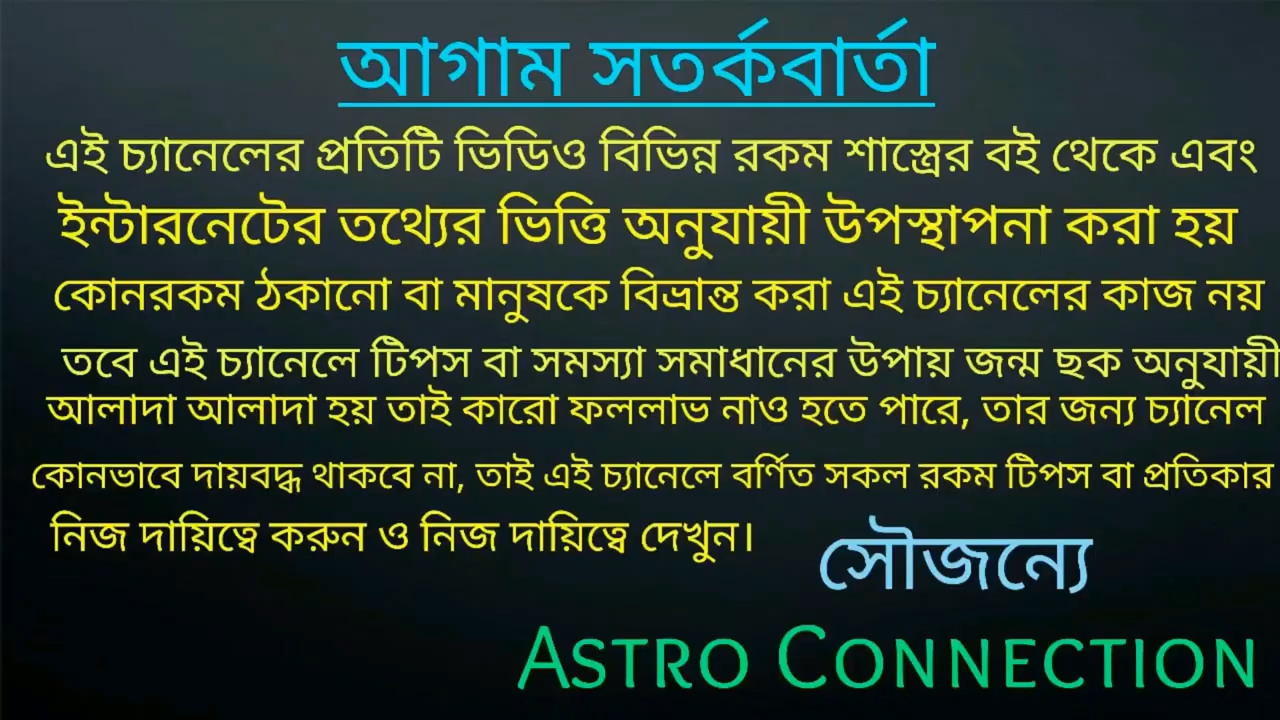 আগাম সতর্কবার্তা
এই চ্যানেলের প্রতিটি ভিডিও বিভিন্ন রকম শাস্ত্রের বই থেকে এবং
ইন্টারনেটের তথ্যের ভিত্তি অনুযায়ী উপস্থাপনা করা হয়
কোনরকম ঠকানো বা মানুষকে বিভ্রান্ত করা এই চ্যানেলের কাজ নয়
তবে এই চ্যানেলে টিপস বা সমস্যা সমাধানের উপায় জন্ম ছক অনুযায়ী
আলাদা আলাদা হয় তাই কারো ফললাভ নাও হতে পারে, তার জন্য চ্যানেল
কোনভাবে দায়বদ্ধ থাকবে না, তাই এই চ্যানেলে বর্ণিত সকল রকম টিপস বা প্রতিকার
নিজ দায়িত্বে করুন ও নিজ দায়িত্বে দেখুন।
সৌজন্যে
ASTRO CONNECTION